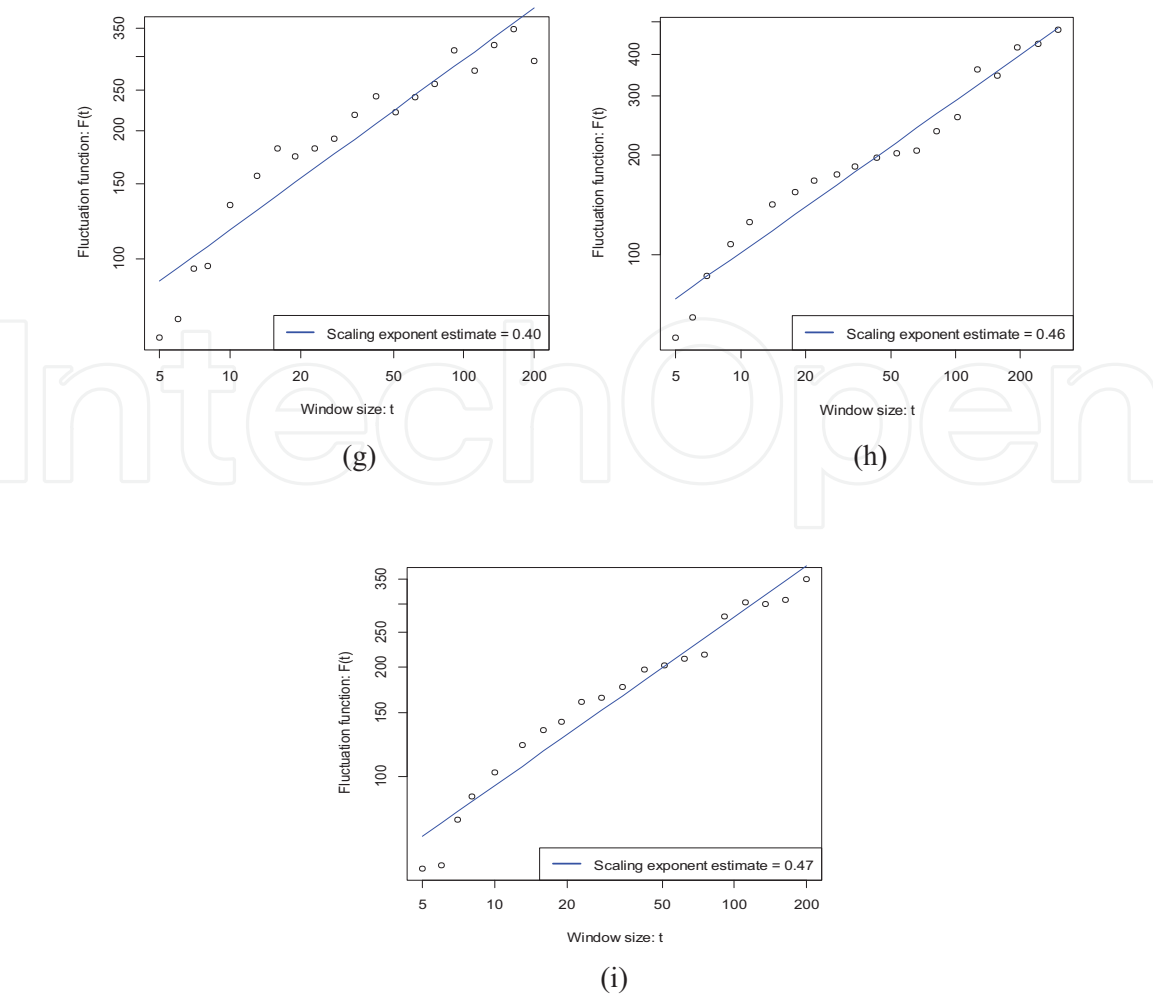 Fluctuation function: F(t)
350
250
200
150
100
Scaling exponent estimate = 0.40
5 10 20 50 100 200
Window size: t
(g)
Fluctuation function: F(t)
400
300
200
100
Scaling exponent estimate = 0.46
5 10 20 50 100 200
Window size: t
(h)
IntechOpen
Fluctuation function: F(t)
350
250
200
150
100
Scaling exponent estimate = 0.47
5 10 20 50 100 200
Window size: t
(i)